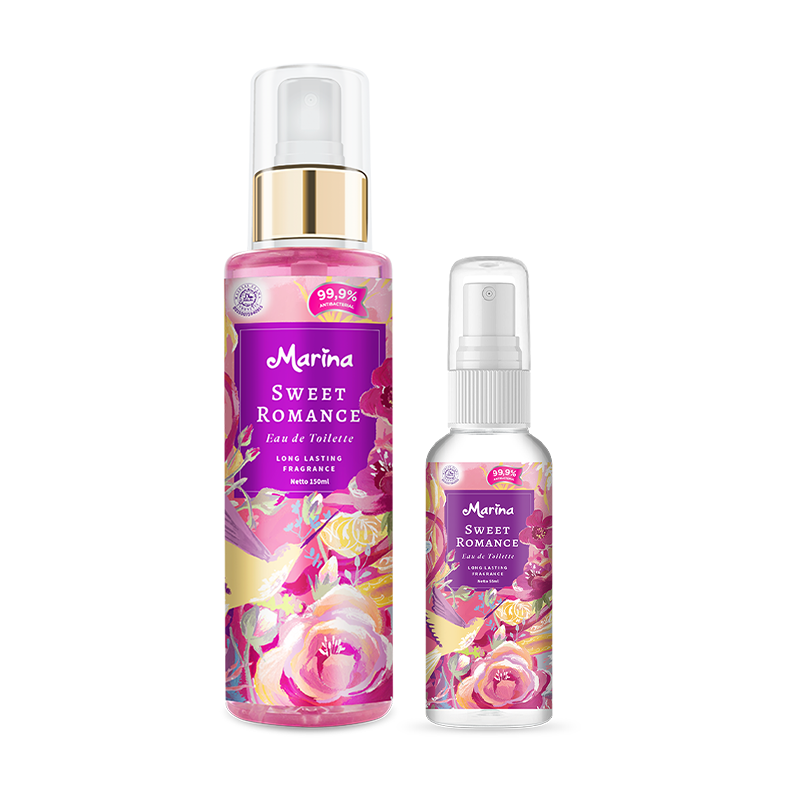 99,9%
ANTIBACTERIAL
Marina
SWEET
ROMANCE
Eau de Toilette
LONG LASTING
FRAGRANCE
Netto 150ml
99,9%
ANTIBACTERIAL
Marina
SWEET
ROMANCE
Eau de Toilette
LONG LASTING
FRAGRANCE